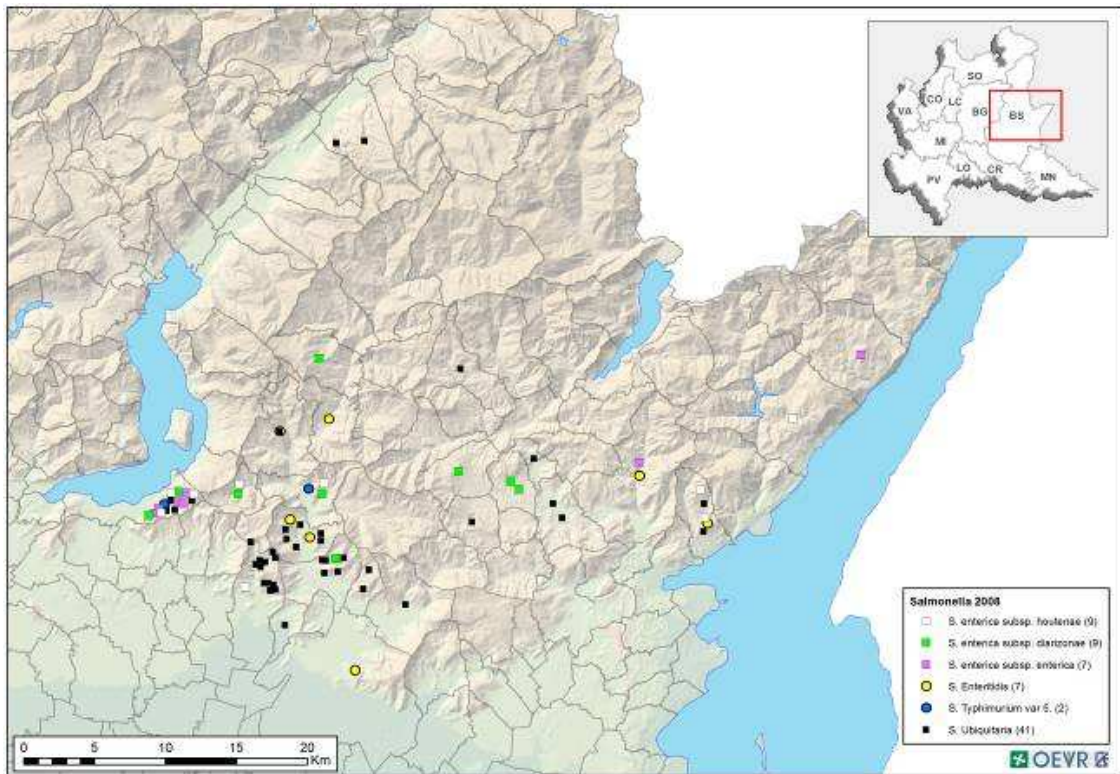 SO
VA
CO
LC
BG
BS
MI
PV
LO
CR
MN
Salmonella 2008
S. enterica subsp. houtenae (9)
S. enterica subsp. diarizonae (9)
S. enterica subsp. enterica (7)
S. Enteritidis (7)
S. Typhimurium var 5. (2)
S. Ubiquitaria (41)
0 5 10 15 20
Km
OEVR